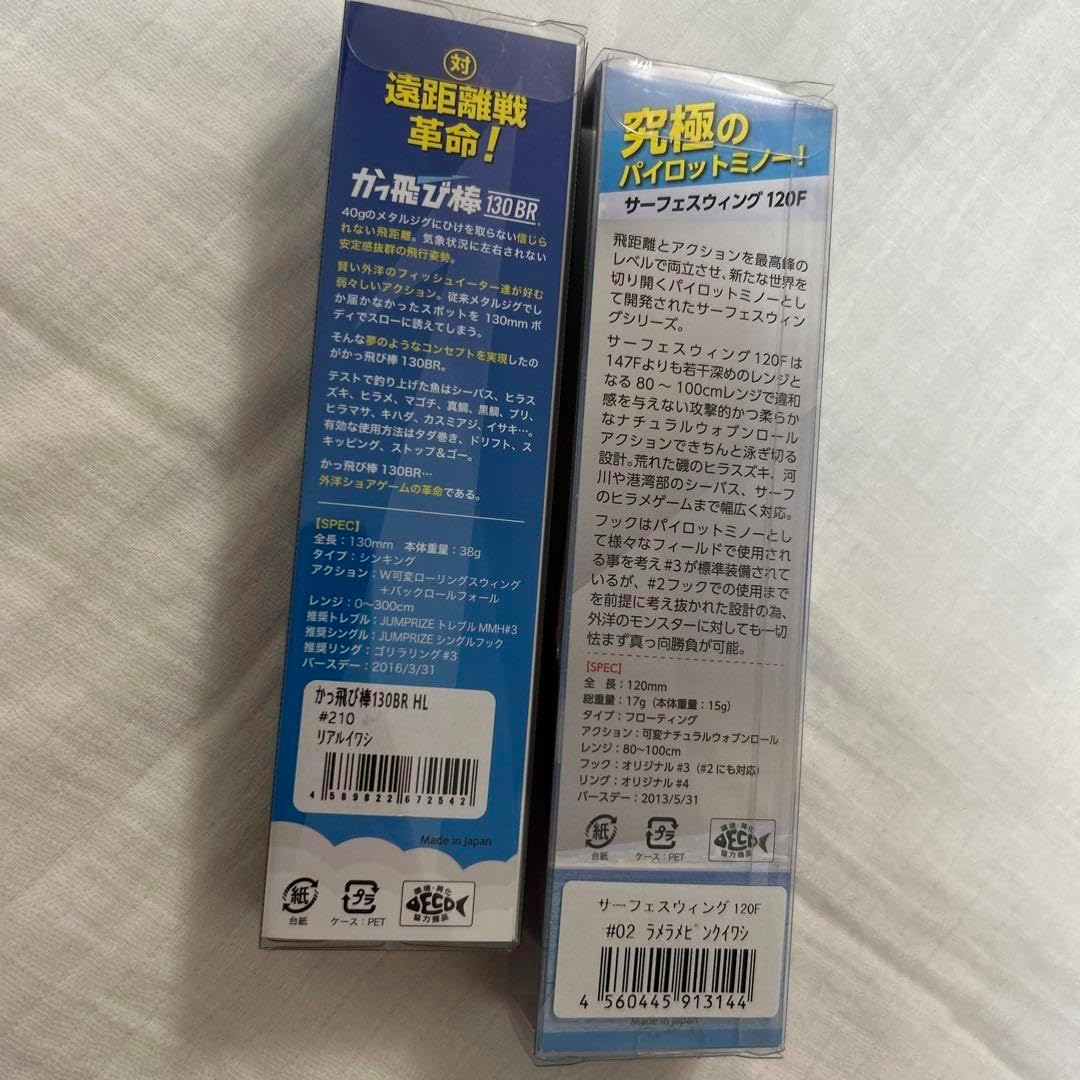 対
遠距離戦
革命！
かっ飛び棒 130BR
40gのメタルジグにひけを取らない信じら
れない飛距離。気象状況に左右されない
安定感抜群の飛行姿勢。
賢い外洋のフィッシュイーター達が好む
弱々しいアクション。従来メタルジグでし
か届かなかったスポットを 130mm ボ
ディでスローに誘えてしまう。
そんな夢のようなコンセプトを実現したの
がかっ飛び棒 130BR。
テストで釣り上げた魚はシーバス、ヒラス
ズキ、ヒラメ、マゴチ、真鯛、黒鯛、ブリ、
ヒラマサ、キハダ、カスミアジ、イサキ…。
有効な使用方法はタダ巻き、ドリフト、ス
キッピング、ストップ&ゴー。
かっ飛び棒 130BR…
外洋ショアゲームの革命である。
【SPEC】
全長：130mm 本体重量：38g
タイプ：シンキング
アクション：W可変ローリングスウィング
＋バックロールフォール
レンジ：0〜300cm
推奨トレブル：JUMPRIZE トレブル MMH#3
推奨シングル：JUMPRIZE シングルフック
推奨リング：ゴリラリング #3
バースデー：2016/3/31
かっ飛び棒130BR HL
#210
リアルイワシ
4 589822 672542
Made in Japan
紙
台紙
プラ
ケース：PET
環境・美化
ECO
協力商品
究極の
パイロットミノー！
サーフェスウィング 120F
飛距離とアクションを最高峰の
レベルで両立させ、新たな世界を
切り開くパイロットミノーとし
て開発されたサーフェスウィン
グシリーズ。
サーフェスウィング 120F は
147Fよりも若干深めのレンジと
なる 80 〜 100cmレンジで違和
感を与えない攻撃的かつ柔らか
なナチュラルウォブンロール
アクションできちんと泳ぎ切る
設計。荒れた磯のヒラスズキ、河
川や港湾部のシーバス、サーフ
のヒラメゲームまで幅広く対応。
フックはパイロットミノーとし
て様々なフィールドで使用され
る事を考え #3 が標準装備されて
いるが、#2フックでの使用まで
を前提に考え抜かれた設計の為、
外洋のモンスターに対しても一切
怯まず真っ向勝負が可能。
【SPEC】
全 長：120mm
総重量：17g（本体重量：15g）
タイプ：フローティング
アクション：可変ナチュラルウォブンロール
レンジ：80~100cm
フック：オリジナル #3（#2 にも対応）
リング：オリジナル #4
バースデー：2013/5/31
紙
台紙
プラ
ケース：PET
環境・美化
ECO
協力商品
サーフェスウィング 120F
#02 ラメラメピンクイワシ
4 560445 913144
Made in Japan